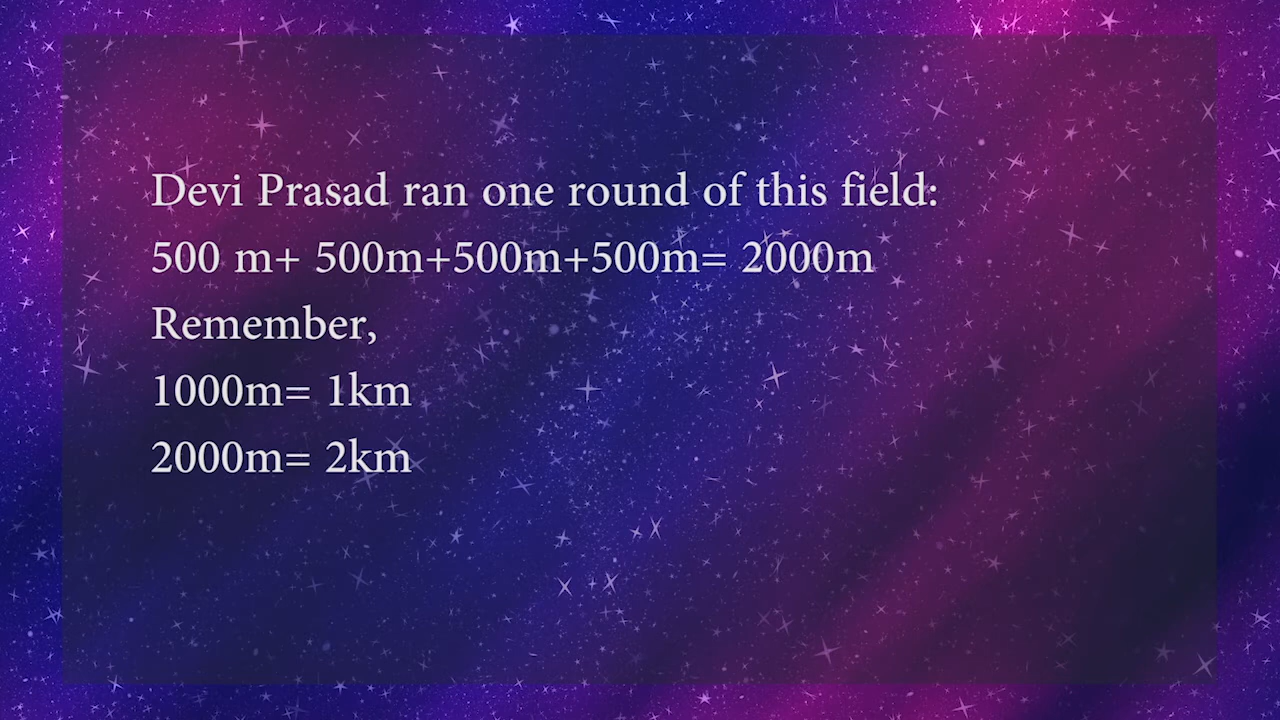 Devi Prasad ran one round of this field:
500 m+ 500m+500m+500m= 2000m
Remember,
1000m= 1km
2000m= 2km